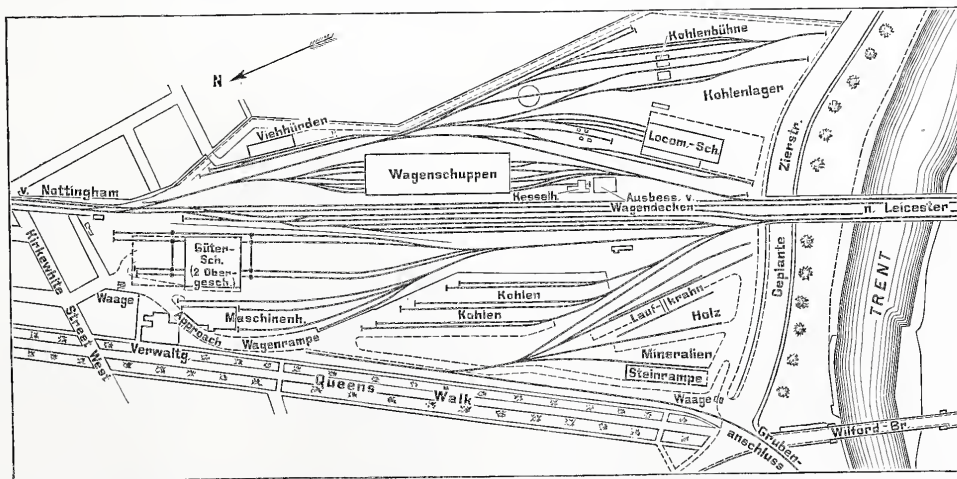 Kohlenbühne
N
Kohlenlager
Viehhürden
Locom.-Sch.
Zierstr.
Wagenschuppen
v. Nottingham
Kesselh.
Ausbess. v.
Wagendecken
n. Leicester
Kirkewhite
Street West
Güter-
Sch.
(2 Ober-
gesch.)
Geplante
TRENT
Waage
Kohlen
Lauf-
Krahn
Approach
Maschinenh.
Kohlen
Holz
Wagenrampe
Verwaltg.
Mineralien
Steinrampe
Queens Walk
Waage
Gruben-
anschluss
Wilford-Br.